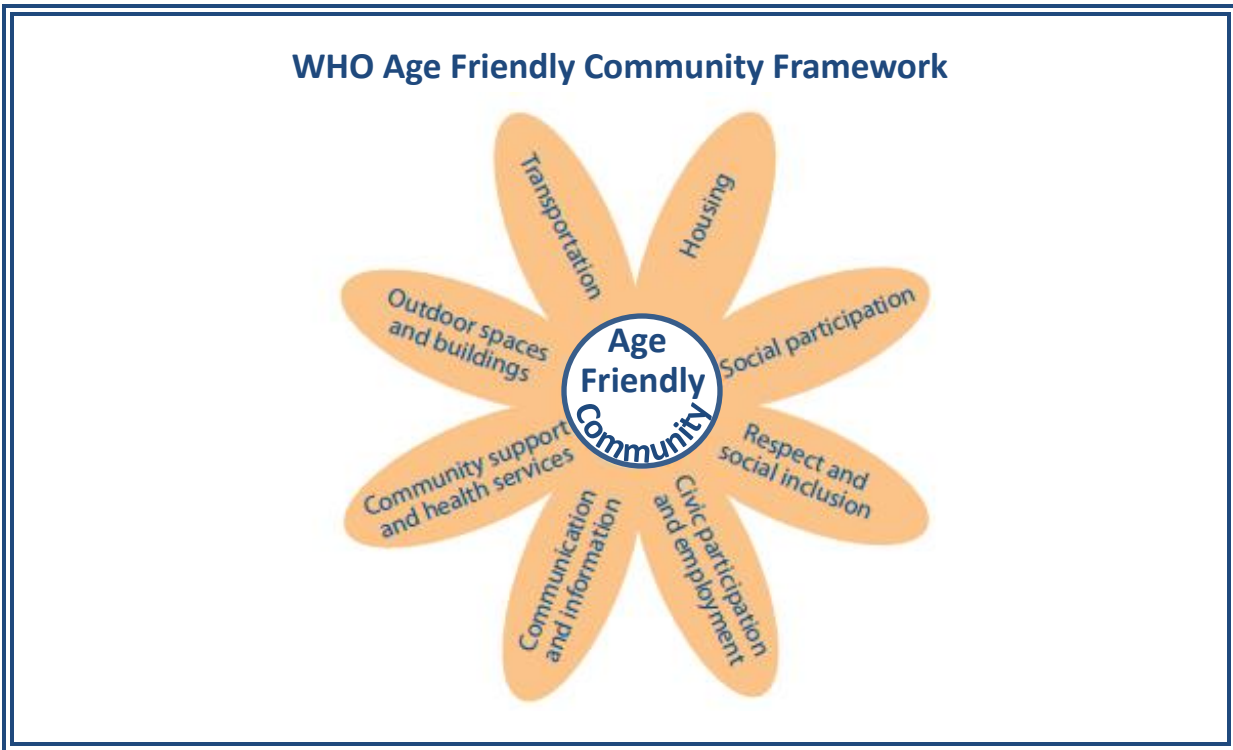 WHO Age Friendly Community Framework
Transportation
Housing
Outdoor spaces
and buildings
Social participation
Age
Friendly
Community
Community support
and health services
Respect and
social inclusion
Communication
and information
Civic participation
and employment